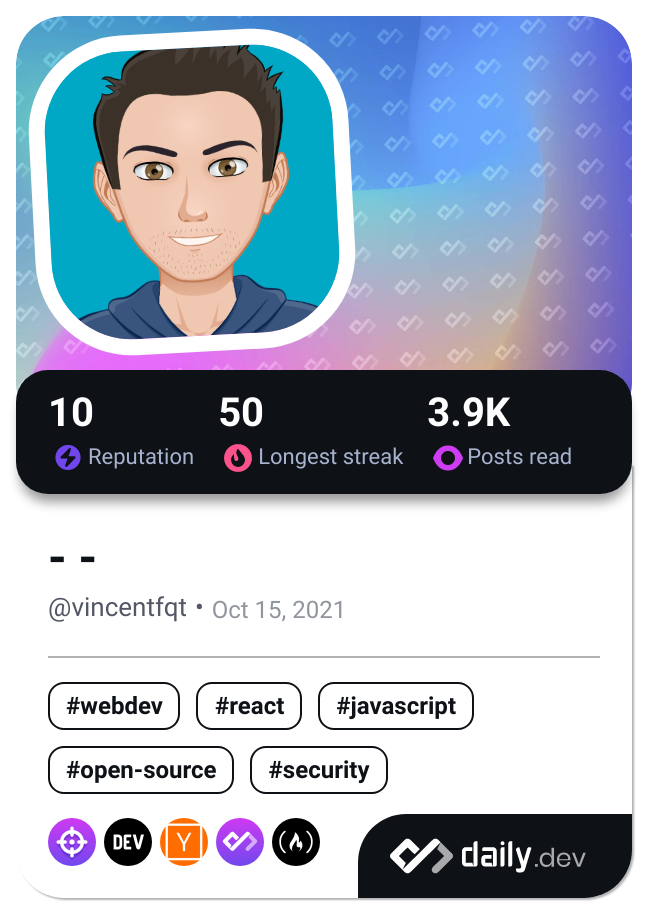 10 50 3.9K
Reputation Longest streak Posts read
- -
@vincentfqt • Oct 15, 2021
#webdev #react #javascript
#open-source #security
DEV Y
daily.dev